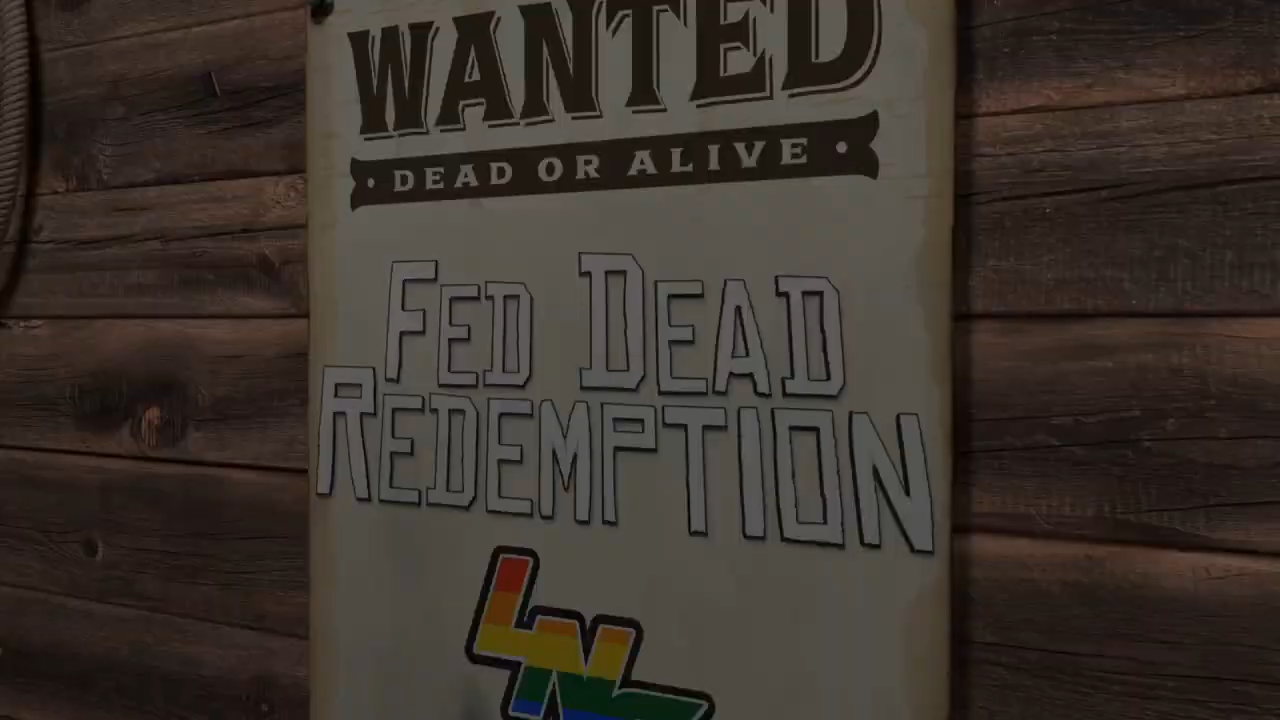 WANTED
• DEAD OR ALIVE •
FED DEAD
REDEMPTION